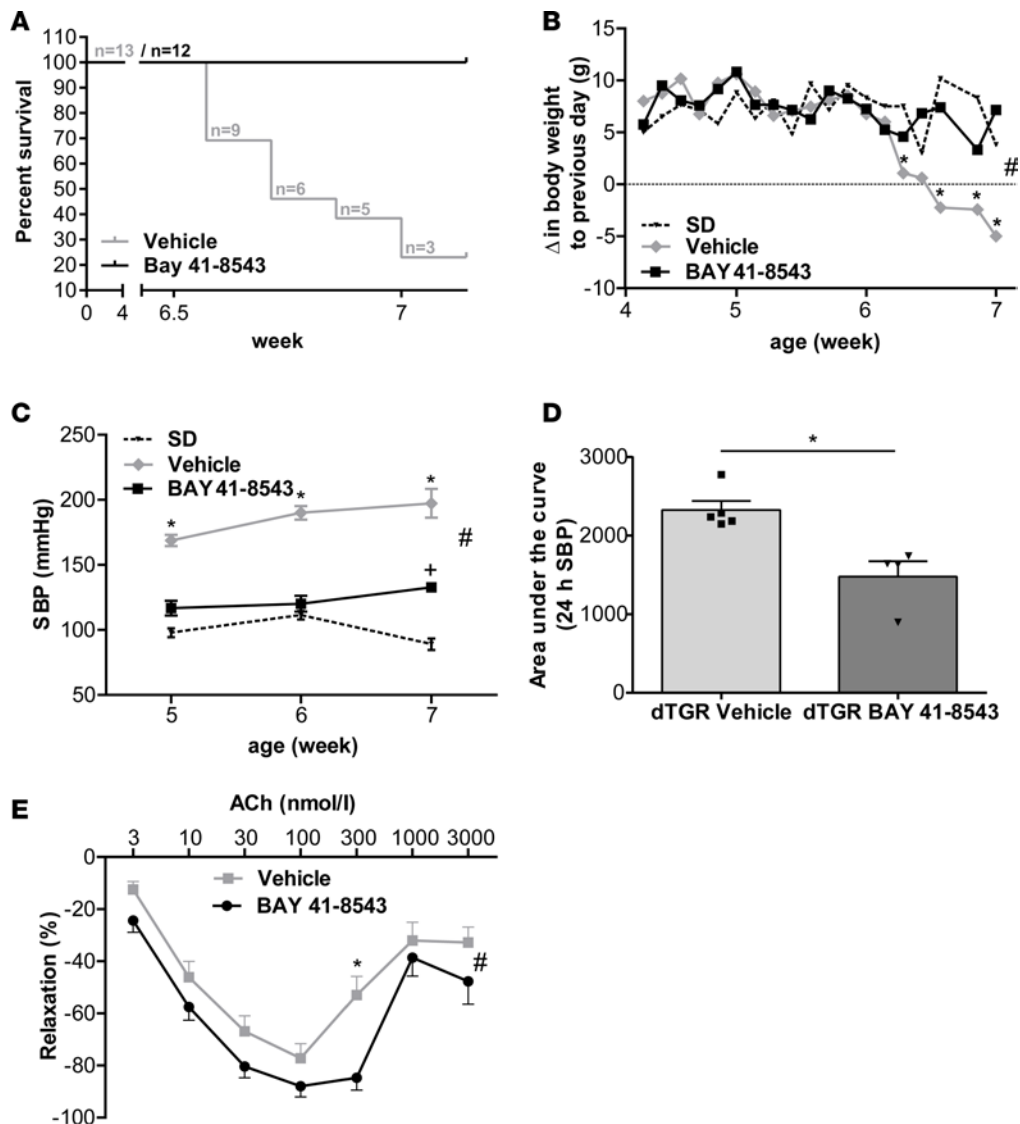 A
110
100
90
80
70
60
50
40
30
20
10
Percent survival
n=13 / n=12
n=9
n=6
n=5
n=3
Vehicle
Bay 41-8543
0 4 6.5 7
week
B
15
10
5
0
-5
-10
Δ in body weight
to previous day (g)
* * * *
#
SD
Vehicle
BAY 41-8543
4 5 6 7
age (week)
C
250
200
150
100
50
SBP (mmHg)
SD
Vehicle
BAY 41-8543
* * *
+
#
5 6 7
age (week)
D
*
3000
2000
1000
0
Area under the curve
(24 h SBP)
dTGR Vehicle dTGR BAY 41-8543
E
ACh (nmol/l)
3 10 30 100 300 1000 3000
0
-20
-40
-60
-80
-100
Relaxation (%)
Vehicle
BAY 41-8543
*
#